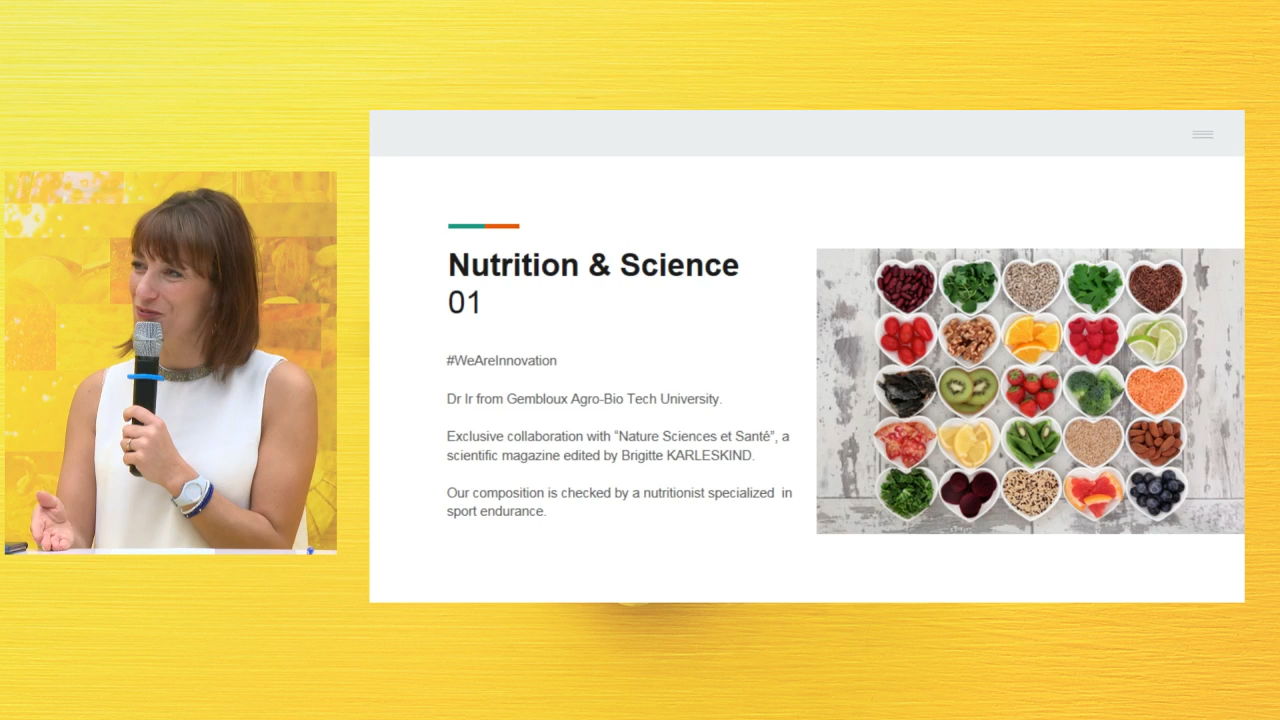 Nutrition & Science
01
#WeAreInnovation
Dr Ir from Gembloux Agro-Bio Tech University.
Exclusive collaboration with “Nature Sciences et Santé”, a
scientific magazine edited by Brigitte KARLESKIND.
Our composition is checked by a nutritionist specialized  in
sport endurance.